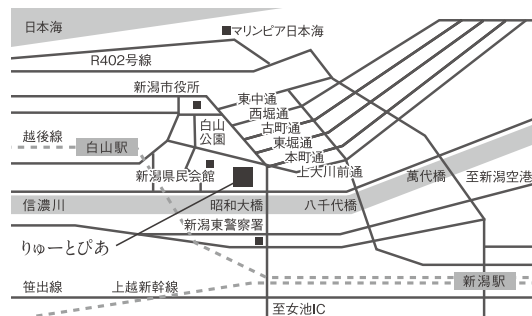 日本海
マリンピア日本海
R402号線
新潟市役所
東中通
西堀通
古町通
東堀通
本町通
上大川前通
白山
公園
越後線
白山駅
新潟県民会館
萬代橋
至新潟空港
信濃川
昭和大橋
八千代橋
新潟東警察署
りゅーとぴあ
新潟駅
笹出線
上越新幹線
至女池IC